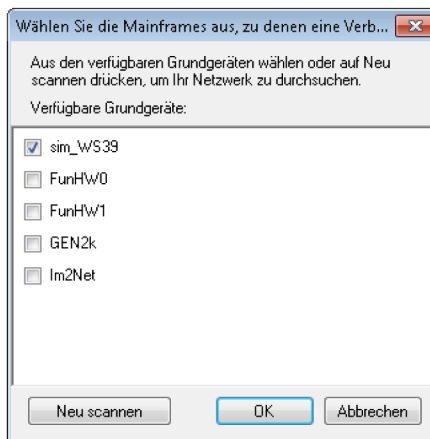 Wählen Sie die Mainframes aus, zu denen eine Verb...
Aus den verfügbaren Grundgeräten wählen oder auf Neu
scannen drücken, um Ihr Netzwerk zu durchsuchen.
Verfügbare Grundgeräte:
sim_WS39
FunHW0
FunHW1
GEN2k
Im2Net
Neu scannen
OK
Abbrechen